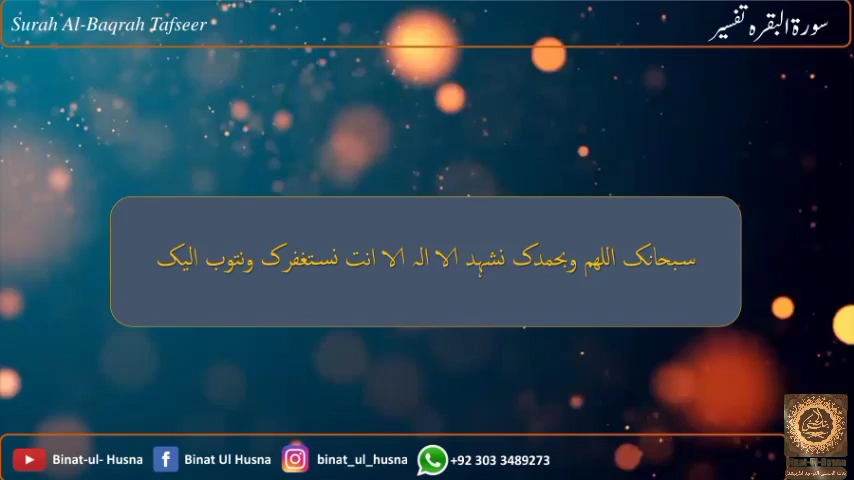 Surah Al-Baqrah Tafseer
سورۃ البقرہ تفسیر
سبحانک اللھم وبحمدک نشہد الا الہ الا انت نستغفرک ونتوب الیک
Binat-ul- Husna
Binat Ul Husna
binat_ul_husna
+92 303 3489273